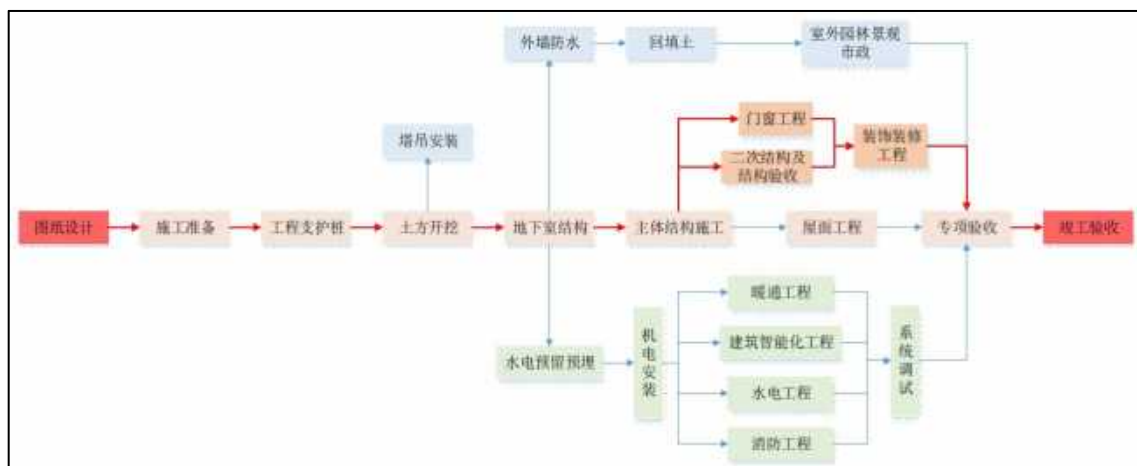 外墙防水
回填土
室外园林景观
市政
门窗工程
塔吊安装
二次结构及
结构验收
装饰装修
工程
图纸设计
施工准备
工程支护桩
土方开挖
地下室结构
主体结构施工
屋面工程
专项验收
竣工验收
暖通工程
机电安装
建筑智能化工程
系统调试
水电预留预埋
水电工程
消防工程